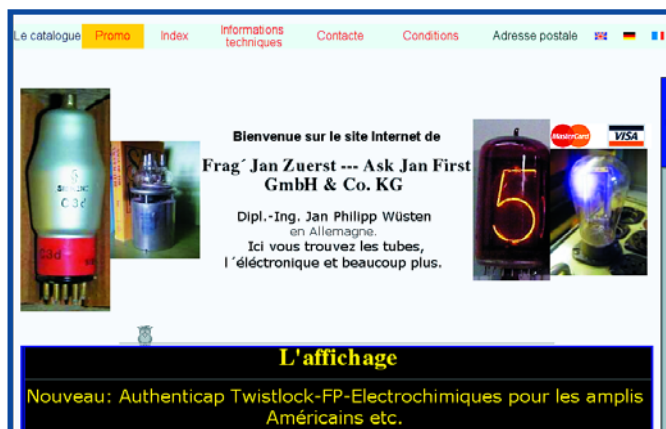 Le catalogue Promo Index Informations techniques Contacte Conditions Adresse postale
MasterCard VISA
Bienvenue sur le site Internet de
Frag´ Jan Zuerst --- Ask Jan First
GmbH & Co. KG
Dipl.-Ing. Jan Philipp Wüsten
en Allemagne.
Ici vous trouvez les tubes,
l´éléctronique et beaucoup plus.
C3d
5
L'affichage
Nouveau: Authenticap Twistlock-FP-Electrochimiques pour les amplis
Américains etc.